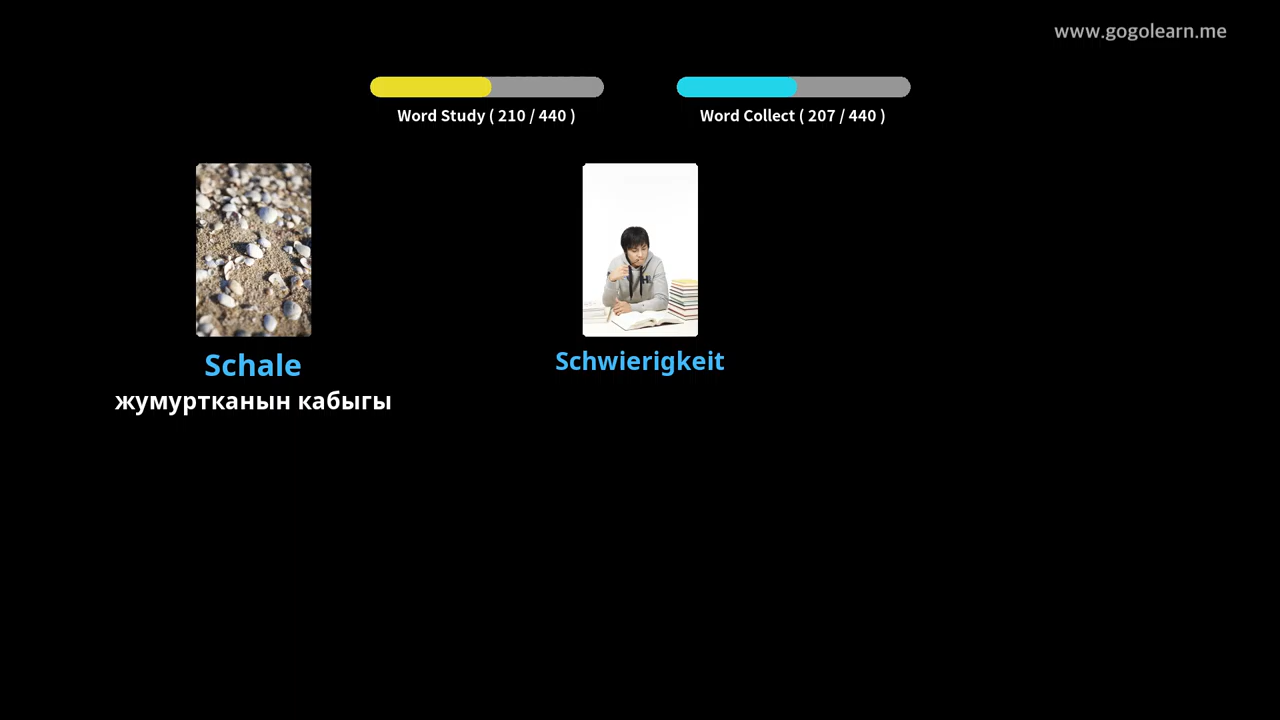 www.gogolearn.me
Word Study ( 210 / 440 )
Word Collect ( 207 / 440 )
Schale
жумуртканын кабыгы
Schwierigkeit